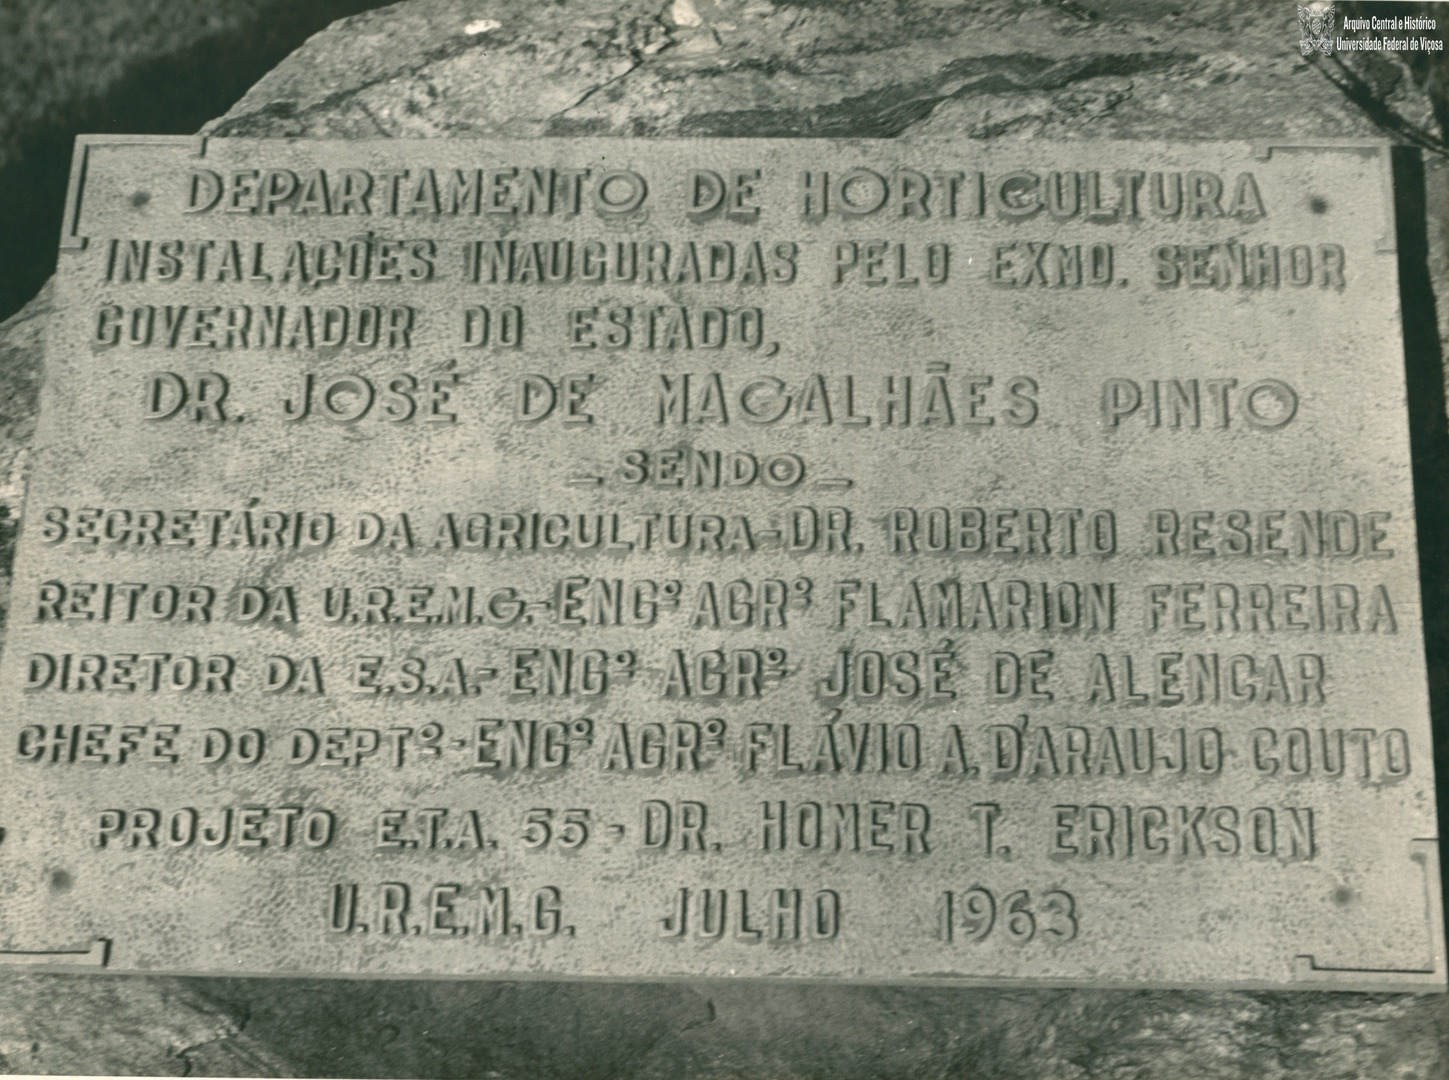 Arquivo Central e Histórico
Universidade Federal de Viçosa
DEPARTAMENTO DE HORTICULTURA
INSTALAÇÕES INAUGURADAS PELO EXMO. SENHOR
GOVERNADOR DO ESTADO,
DR. JOSÉ DE MAGALHÃES PINTO
_ SENDO _
SECRETÁRIO DA AGRICULTURA-DR. ROBERTO RESENDE
REITOR DA U.R.E.M.G.-ENGº AGRº FLAMARION FERREIRA
DIRETOR DA E.S.A.-ENGº AGRº JOSÉ DE ALENCAR
CHEFE DO DEPTº-ENGº AGRº FLÁVIO A. D'ARAUJO COUTO
PROJETO E.T.A. 55-DR. HOMER T. ERICKSON
U.R.E.M.G. JULHO 1963